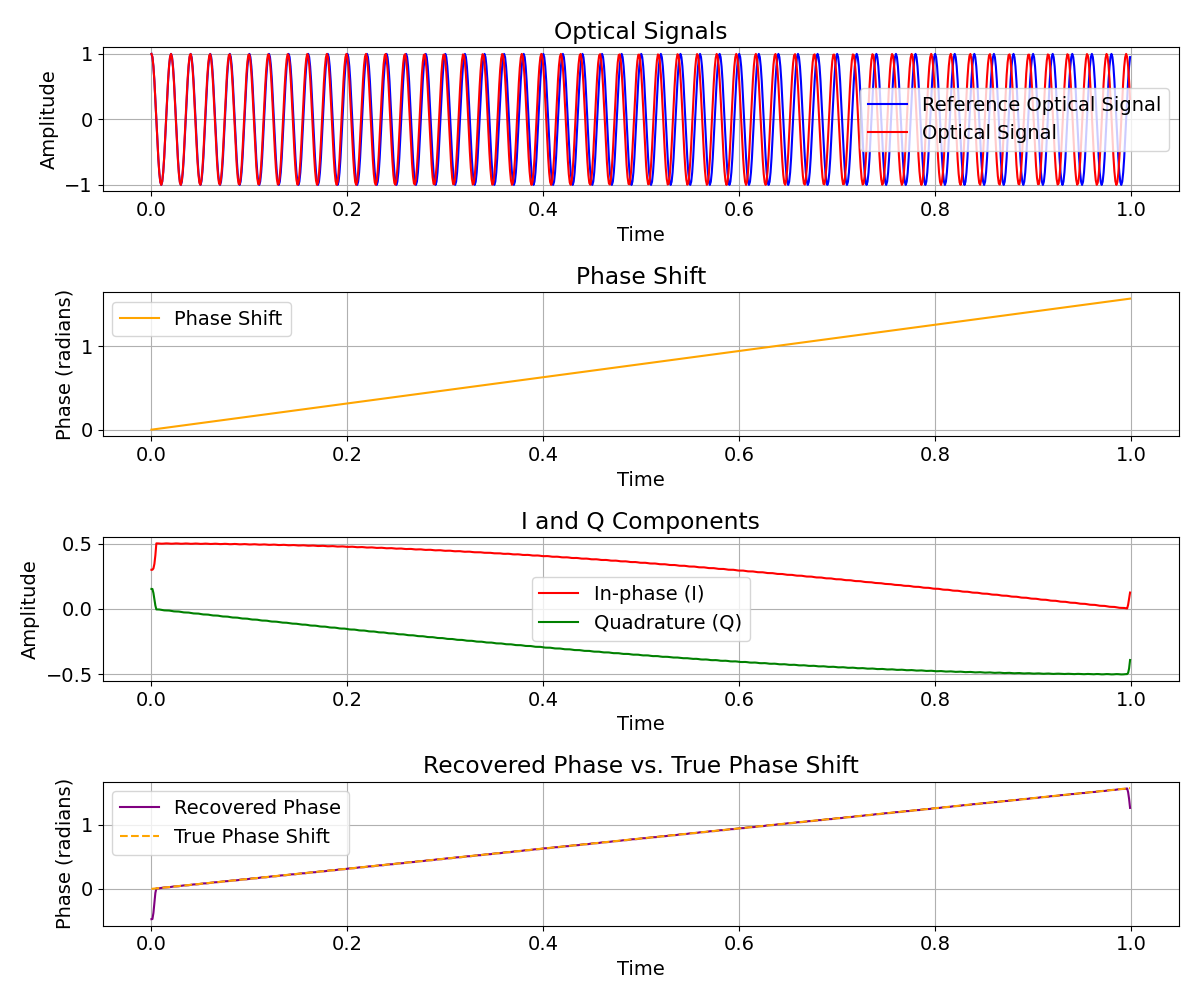 Optical Signals
Amplitude
1
0
−1
Reference Optical Signal
Optical Signal
0.0 0.2 0.4 0.6 0.8 1.0
Time
Phase Shift
Phase (radians)
1
0
Phase Shift
0.0 0.2 0.4 0.6 0.8 1.0
Time
I and Q Components
Amplitude
0.5
0.0
−0.5
In-phase (I)
Quadrature (Q)
0.0 0.2 0.4 0.6 0.8 1.0
Time
Recovered Phase vs. True Phase Shift
Phase (radians)
1
0
Recovered Phase
True Phase Shift
0.0 0.2 0.4 0.6 0.8 1.0
Time